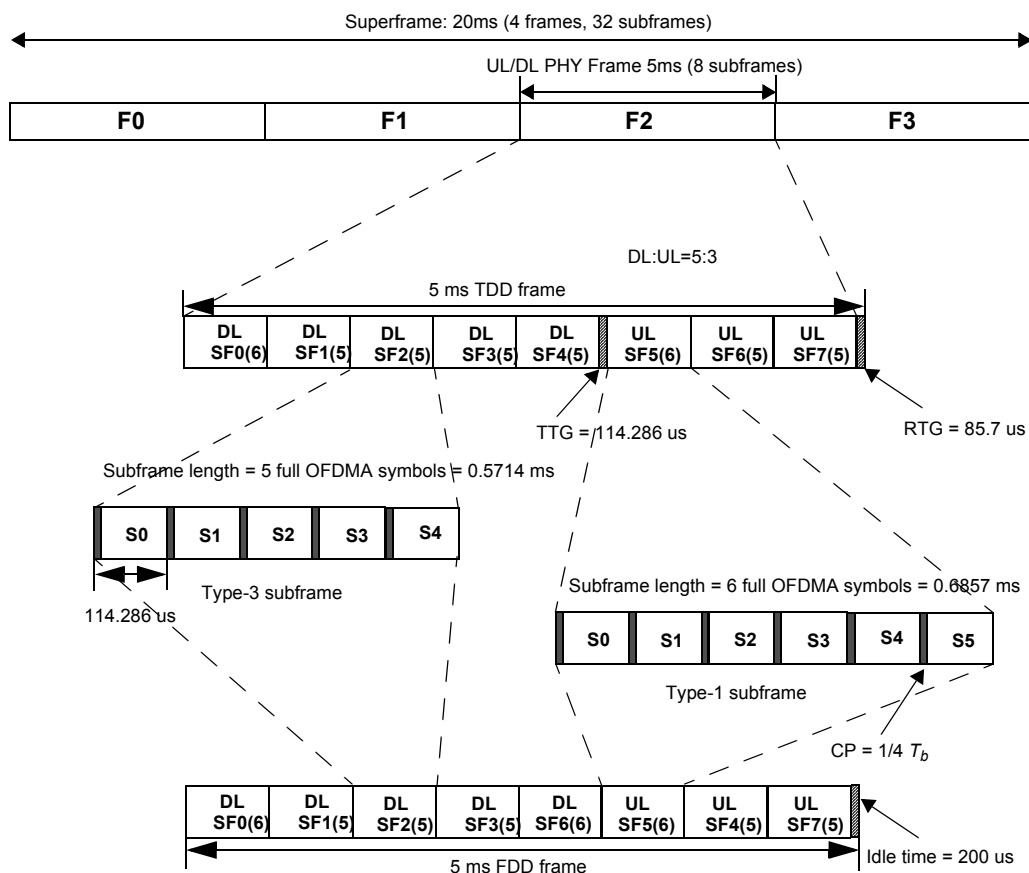 Superframe: 20ms (4 frames, 32 subframes)
UL/DL PHY Frame 5ms (8 subframes)
F0 F1 F2 F3
DL:UL=5:3
5 ms TDD frame
DL DL DL DL DL UL UL UL
SF0(6) SF1(5) SF2(5) SF3(5) SF4(5) SF5(6) SF6(5) SF7(5)
TTG = 114.286 us
RTG = 85.7 us
Subframe length = 5 full OFDMA symbols = 0.5714 ms
S0 S1 S2 S3 S4
Type-3 subframe
114.286 us
Subframe length = 6 full OFDMA symbols = 0.6857 ms
S0 S1 S2 S3 S4 S5
Type-1 subframe
CP = 1/4 T_b
DL DL DL DL DL UL UL UL
SF0(6) SF1(5) SF2(5) SF3(5) SF6(6) SF5(6) SF4(5) SF7(5)
Idle time = 200 us
5 ms FDD frame